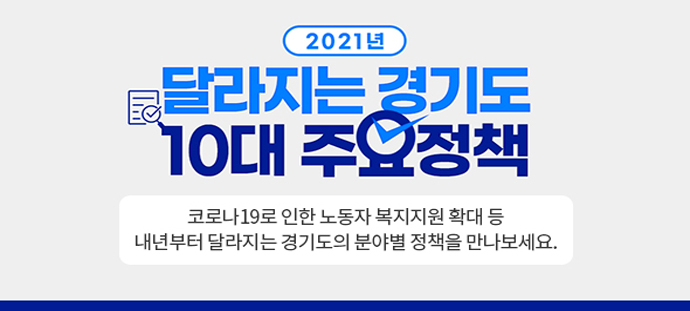 2021년
달라지는 경기도
10대 주요정책
코로나19로 인한 노동자 복지지원 확대 등
내년부터 달라지는 경기도의 분야별 정책을 만나보세요.